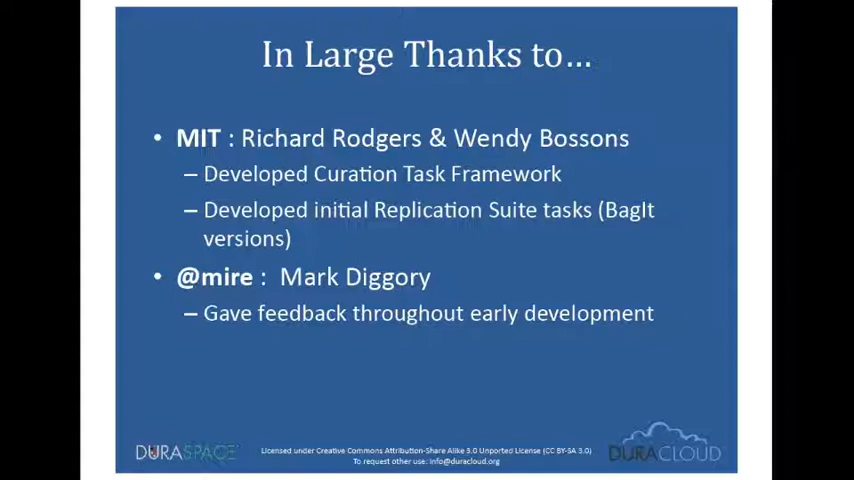 In Large Thanks to…
• MIT : Richard Rodgers & Wendy Bossons
– Developed Curation Task Framework
– Developed initial Replication Suite tasks (BagIt
versions)
• @mire : Mark Diggory
– Gave feedback throughout early development
DURASPACE
Licensed under Creative Commons Attribution-Share Alike 3.0 Unported License (CC BY-SA 3.0)
To request other use: info@duracloud.org
DURACLOUD